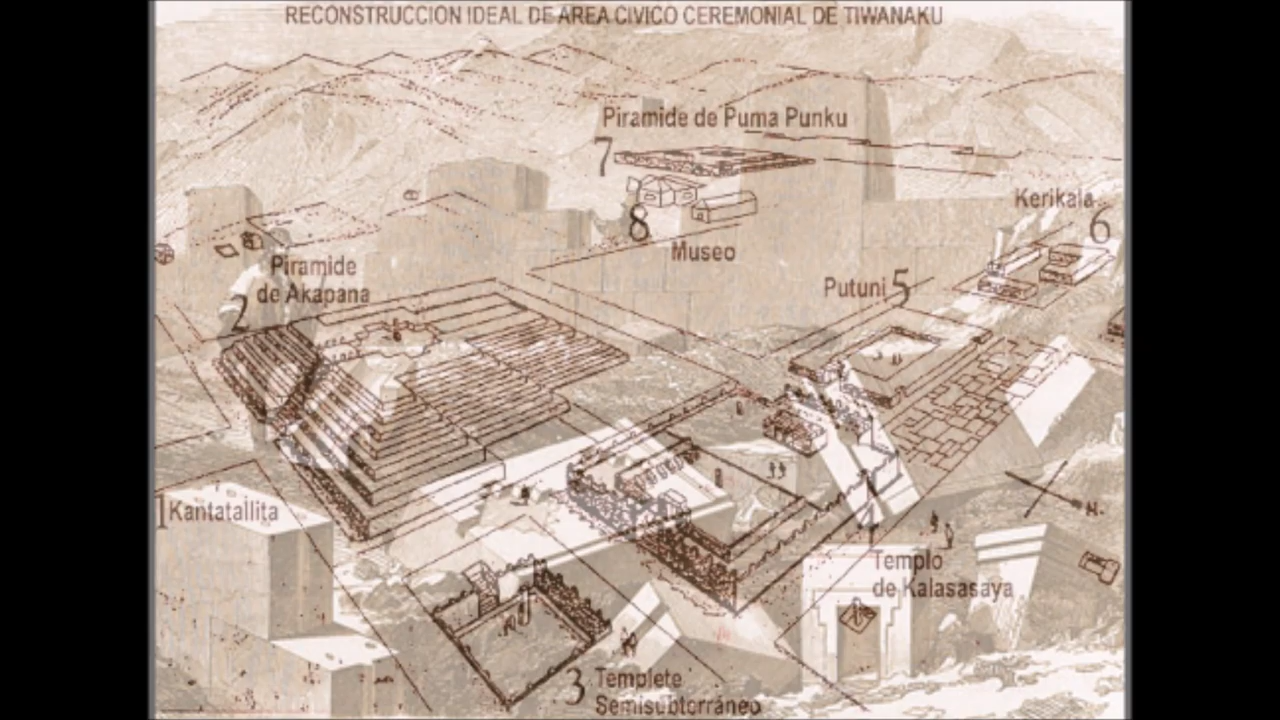 RECONSTRUCCION IDEAL DE AREA CIVICO CEREMONIAL DE TIWANAKU
Piramide de Puma Punku
7
Kerikala
6
8
Museo
Piramide
de Akapana
2
Putuni 5
1 Kantatallita
N.
Templo
de Kalasasaya
3 Templete
Semisubterráneo